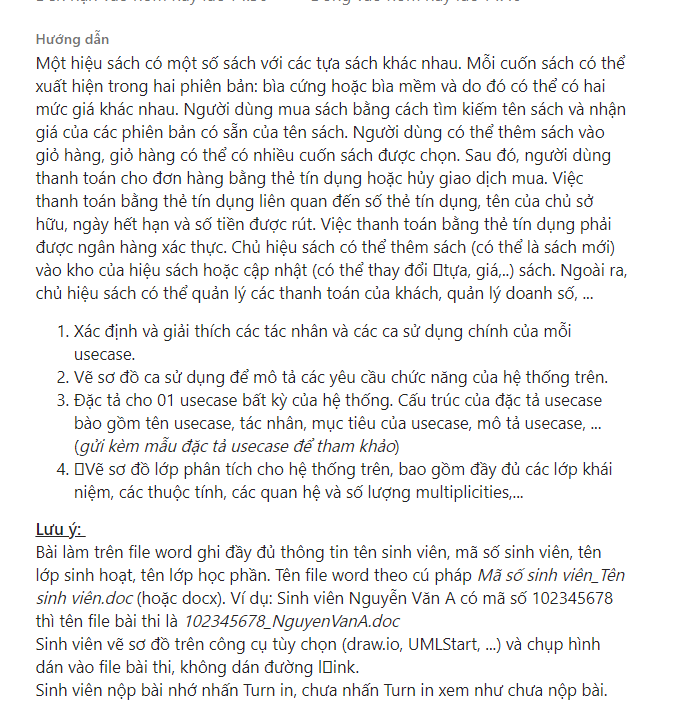 Hướng dẫn
Một hiệu sách có một số sách với các tựa sách khác nhau. Mỗi cuốn sách có thể
xuất hiện trong hai phiên bản: bìa cứng hoặc bìa mềm và do đó có thể có hai
mức giá khác nhau. Người dùng mua sách bằng cách tìm kiếm tên sách và nhận
giá của các phiên bản có sẵn của tên sách. Người dùng có thể thêm sách vào
giỏ hàng, giỏ hàng có thể có nhiều cuốn sách được chọn. Sau đó, người dùng
thanh toán cho đơn hàng bằng thẻ tín dụng hoặc hủy giao dịch mua. Việc
thanh toán bằng thẻ tín dụng liên quan đến số thẻ tín dụng, tên của chủ sở
hữu, ngày hết hạn và số tiền được rút. Việc thanh toán bằng thẻ tín dụng phải
được ngân hàng xác thực. Chủ hiệu sách có thể thêm sách (có thể là sách mới)
vào kho của hiệu sách hoặc cập nhật (có thể thay đổi tựa, giá,..) sách. Ngoài ra,
chủ hiệu sách có thể quản lý các thanh toán của khách, quản lý doanh số, ...
1. Xác định và giải thích các tác nhân và các ca sử dụng chính của mỗi
usecase.
2. Vẽ sơ đồ ca sử dụng để mô tả các yêu cầu chức năng của hệ thống trên.
3. Đặc tả cho 01 usecase bất kỳ của hệ thống. Cấu trúc của đặc tả usecase
bào gồm tên usecase, tác nhân, mục tiêu của usecase, mô tả usecase, ...
(gửi kèm mẫu đặc tả usecase để tham khảo)
4. Vẽ sơ đồ lớp phân tích cho hệ thống trên, bao gồm đầy đủ các lớp khái
niệm, các thuộc tính, các quan hệ và số lượng multiplicities,...
Lưu ý:
Bài làm trên file word ghi đầy đủ thông tin tên sinh viên, mã số sinh viên, tên
lớp sinh hoạt, tên lớp học phần. Tên file word theo cú pháp Mã số sinh viên_Tên
sinh viên.doc (hoặc docx). Ví dụ: Sinh viên Nguyễn Văn A có mã số 102345678
thì tên file bài thi là 102345678_NguyenVanA.doc
Sinh viên vẽ sơ đồ trên công cụ tùy chọn (draw.io, UMLStart, ...) và chụp hình
dán vào file bài thi, không dán đường link.
Sinh viên nộp bài nhớ nhấn Turn in, chưa nhấn Turn in xem như chưa nộp bài.